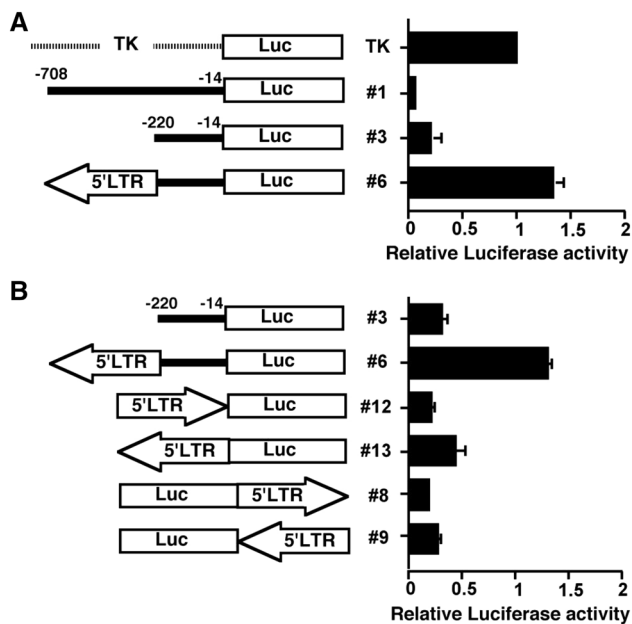 A
TK Luc TK
-708 -14 Luc #1
-220 -14 Luc #3
5'LTR Luc #6
0 0.5 1 1.5 2
Relative Luciferase activity
B
-220 -14 Luc #3
5'LTR Luc #6
5'LTR Luc #12
5'LTR Luc #13
Luc 5'LTR #8
Luc 5'LTR #9
0 0.5 1 1.5 2
Relative Luciferase activity